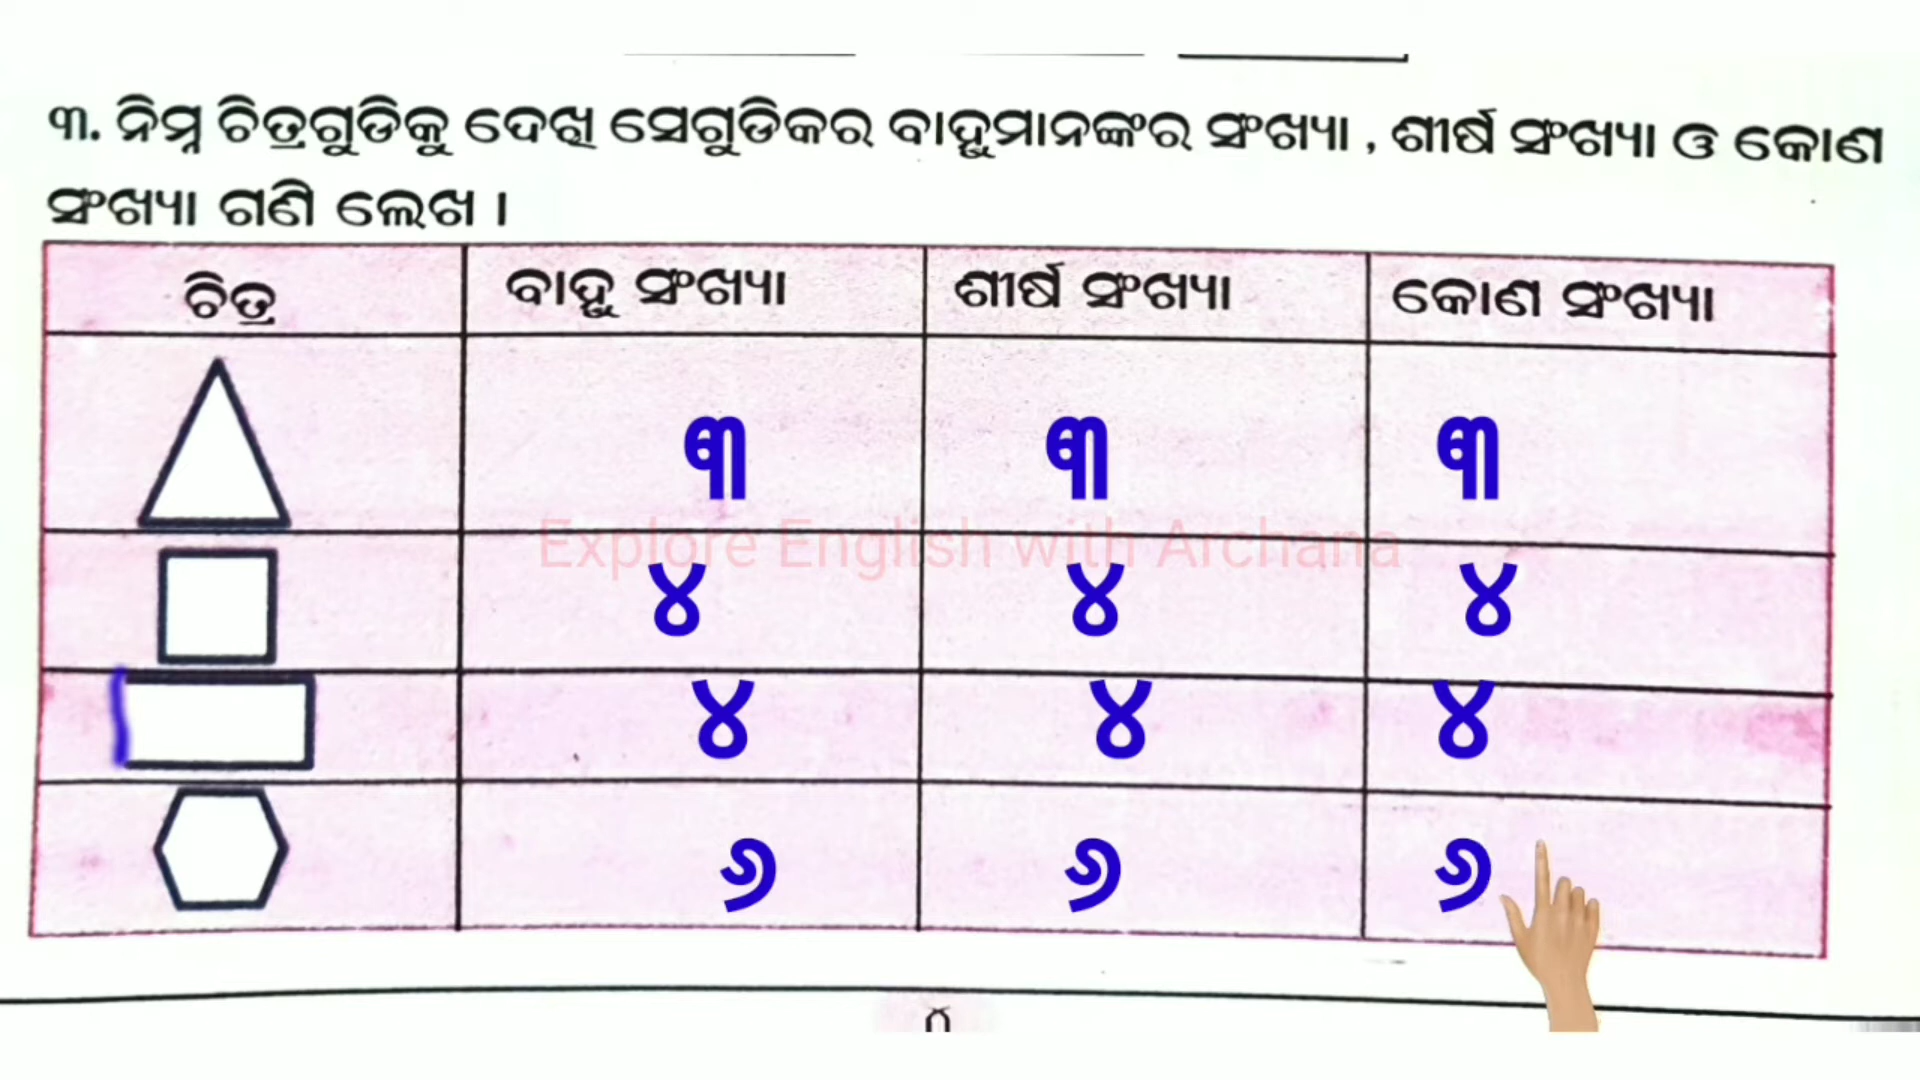 ୩. ନିମ୍ନ ଚିତ୍ରଗୁଡିକୁ ଦେଖି ସେଗୁଡିକର ବାହୁମାନଙ୍କର ସଂଖ୍ୟା , ଶୀର୍ଷ ସଂଖ୍ୟା ଓ କୋଣ
ସଂଖ୍ୟା ଗଣି ଲେଖ ।
ଚିତ୍ର ବାହୁ ସଂଖ୍ୟା ଶୀର୍ଷ ସଂଖ୍ୟା କୋଣ ସଂଖ୍ୟା
୩ ୩ ୩
Explore English with Archana
୪ ୪ ୪
୪ ୪ ୪
୬ ୬ ୬